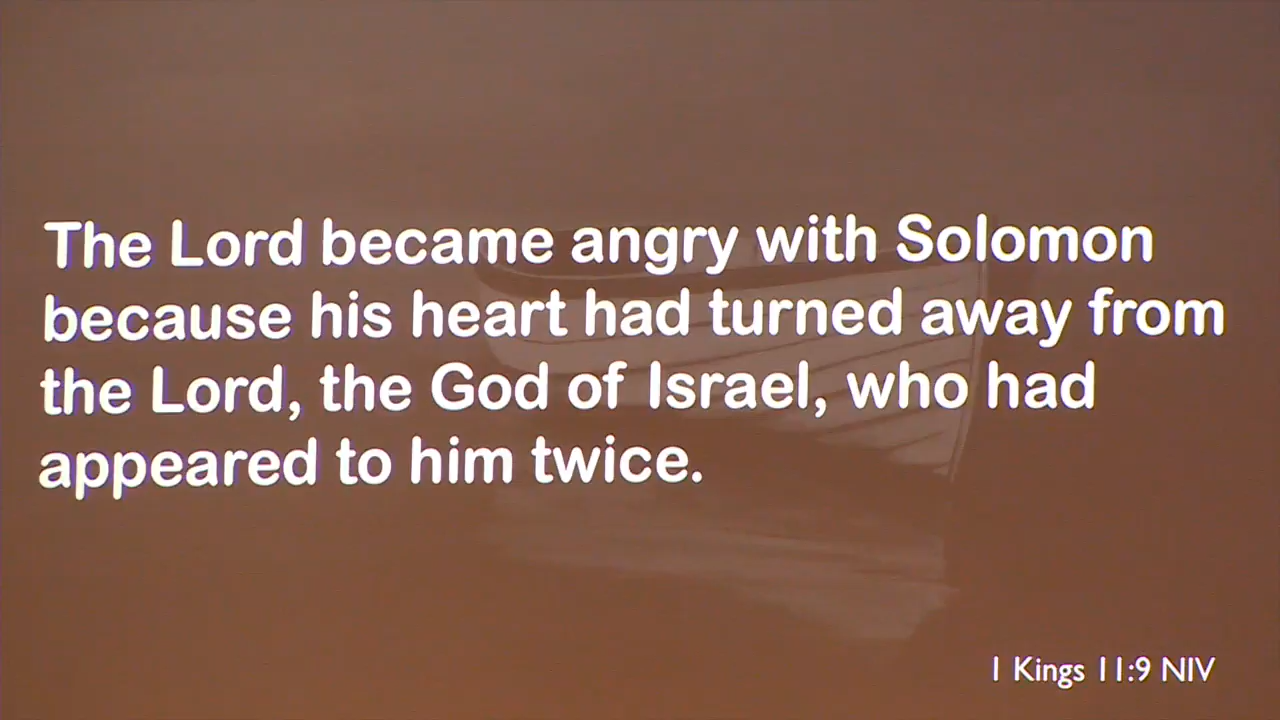 The Lord became angry with Solomon
because his heart had turned away from
the Lord, the God of Israel, who had
appeared to him twice.
1 Kings 11:9 NIV